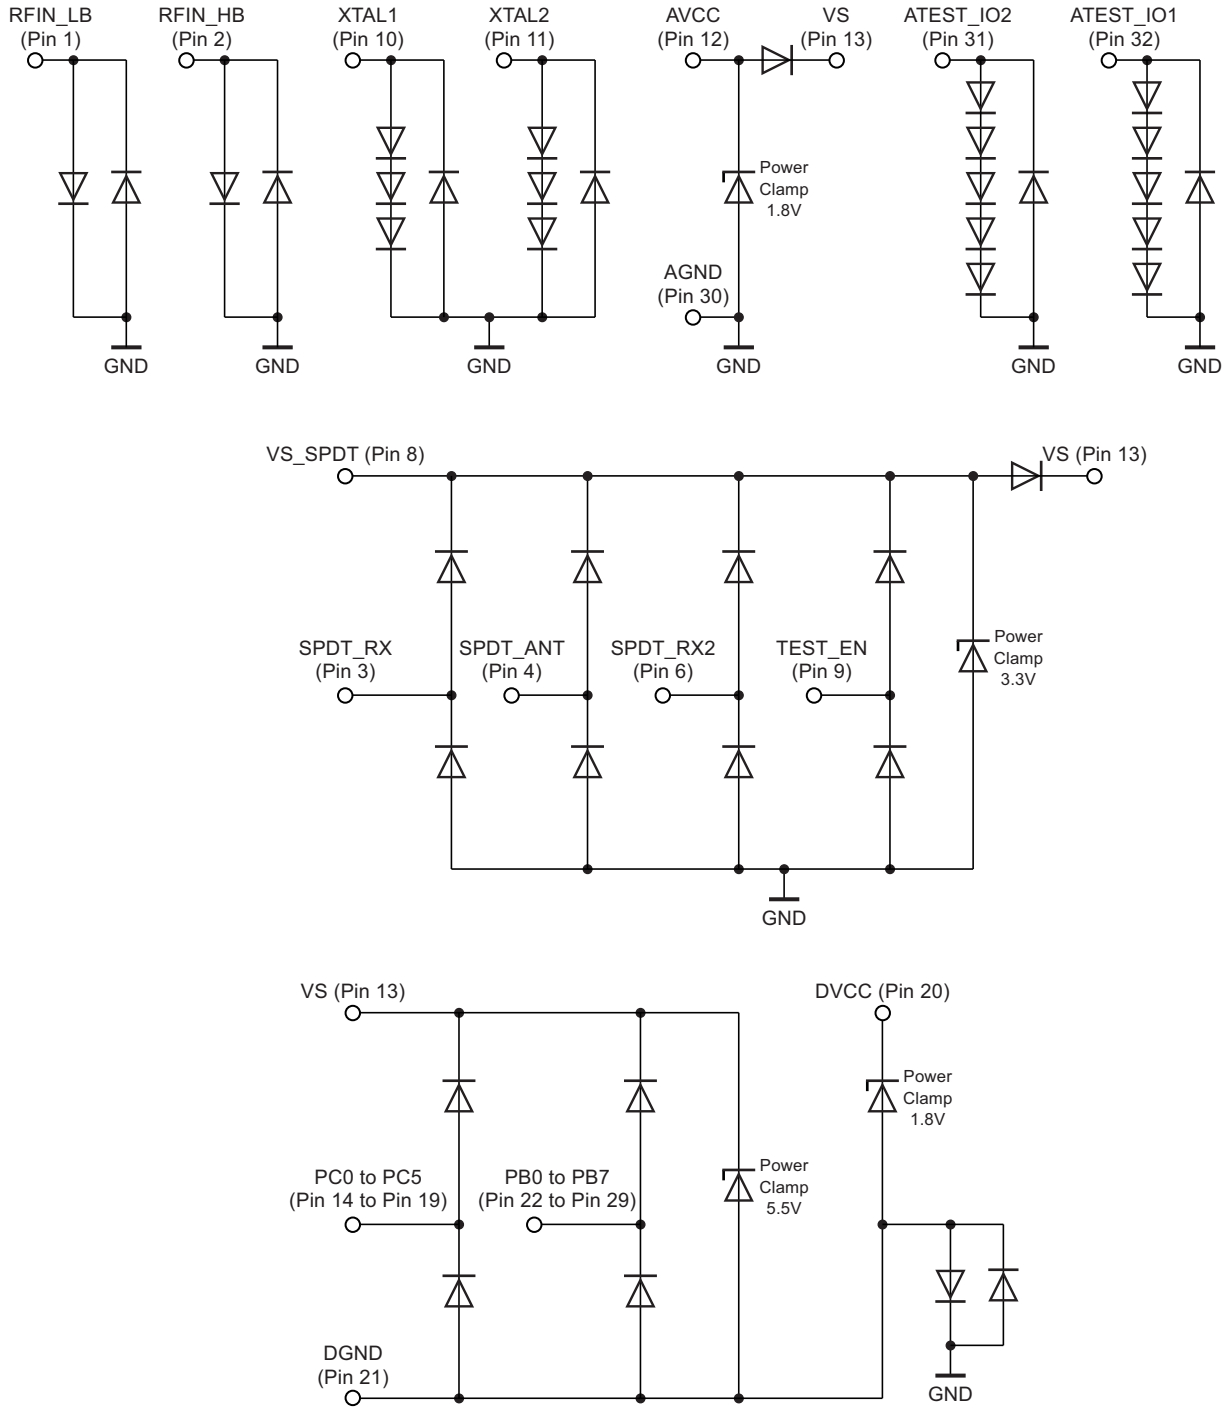 RFIN_LB
(Pin 1)
RFIN_HB
(Pin 2)
XTAL1
(Pin 10)
XTAL2
(Pin 11)
AVCC
(Pin 12)
VS
(Pin 13)
ATEST_IO2
(Pin 31)
ATEST_IO1
(Pin 32)
Power
Clamp
1.8V
AGND
(Pin 30)
GND
GND
GND
GND
GND
GND
VS_SPDT (Pin 8)
VS (Pin 13)
SPDT_RX
(Pin 3)
SPDT_ANT
(Pin 4)
SPDT_RX2
(Pin 6)
TEST_EN
(Pin 9)
Power
Clamp
3.3V
GND
VS (Pin 13)
DVCC (Pin 20)
Power
Clamp
1.8V
PC0 to PC5
(Pin 14 to Pin 19)
PB0 to PB7
(Pin 22 to Pin 29)
Power
Clamp
5.5V
DGND
(Pin 21)
GND